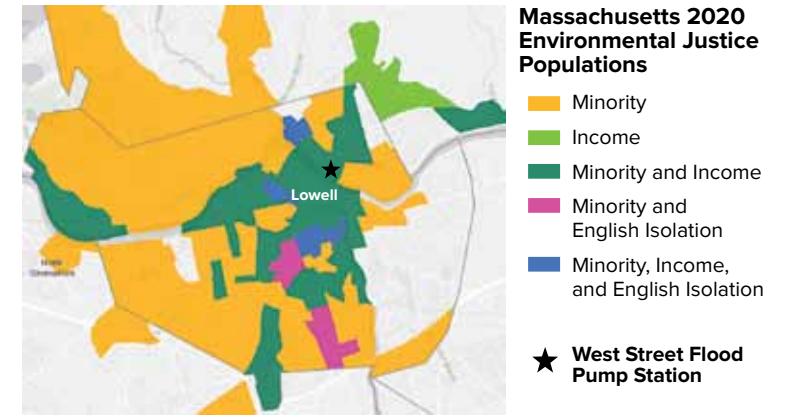 Massachusetts 2020
Environmental Justice
Populations
Minority
Income
Minority and Income
Minority and
English Isolation
Minority, Income,
and English Isolation
West Street Flood
Pump Station
Lowell